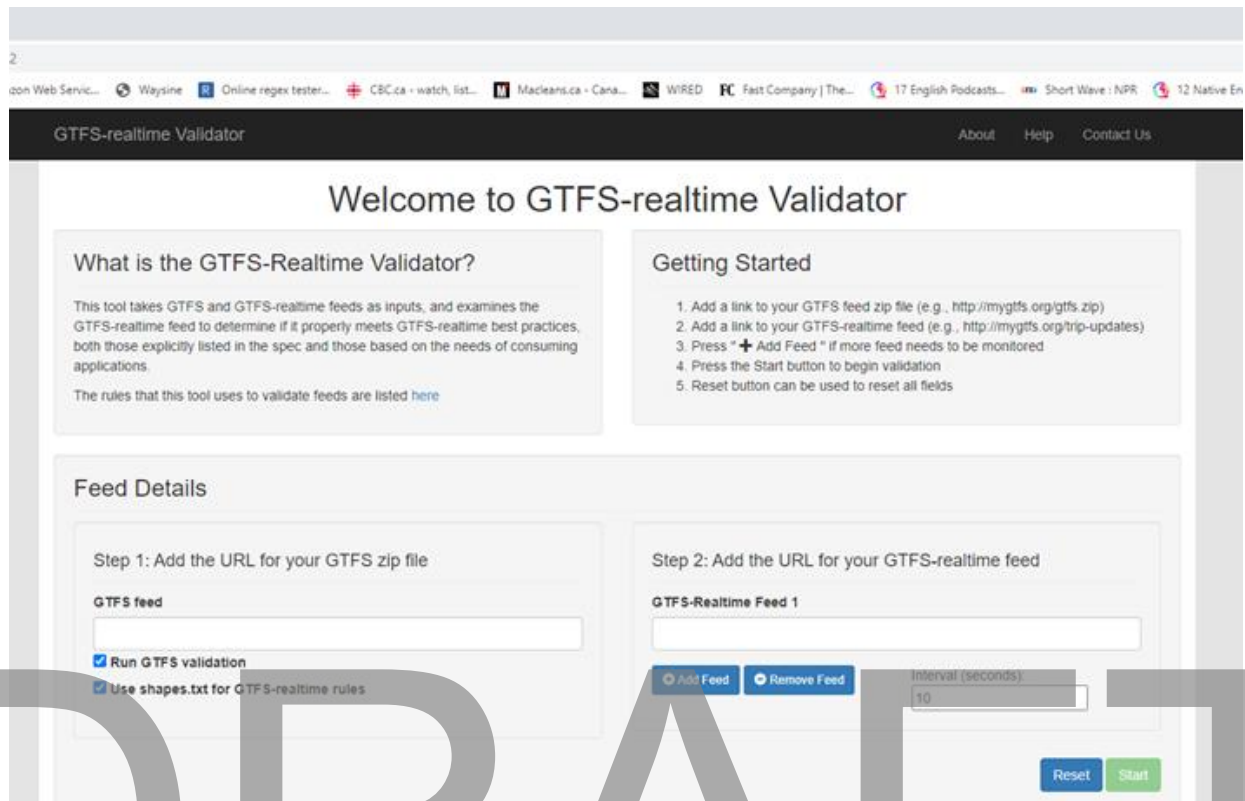 2
zon Web Servic... Waysine R Online regex tester... CBC.ca - watch, list... M Macleans.ca - Cana... WIRED FC Fast Company | The... 17 English Podcasts... Short Wave : NPR 12 Native En
GTFS-realtime Validator About Help Contact Us
Welcome to GTFS-realtime Validator
What is the GTFS-Realtime Validator?
This tool takes GTFS and GTFS-realtime feeds as inputs, and examines the
GTFS-realtime feed to determine if it properly meets GTFS-realtime best practices,
both those explicitly listed in the spec and those based on the needs of consuming
applications.
The rules that this tool uses to validate feeds are listed here
Getting Started
1. Add a link to your GTFS feed zip file (e.g., http://mygtfs.org/gtfs.zip)
2. Add a link to your GTFS-realtime feed (e.g., http://mygtfs.org/trip-updates)
3. Press "+ Add Feed" if more feed needs to be monitored
4. Press the Start button to begin validation
5. Reset button can be used to reset all fields
Feed Details
Step 1: Add the URL for your GTFS zip file
GTFS feed
Run GTFS validation
Use shapes.txt for GTFS-realtime rules
Step 2: Add the URL for your GTFS-realtime feed
GTFS-Realtime Feed 1
Add Feed Remove Feed Interval (seconds):
10
Reset Start
DRAFT